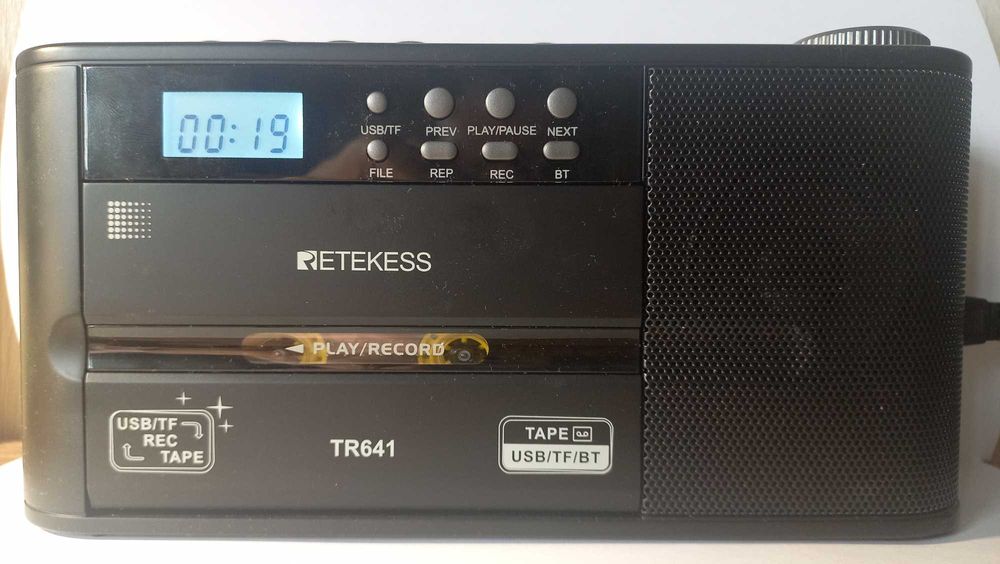 00:19
USB/TF PREV PLAY/PAUSE NEXT
FILE REP REC BT
RETEKESS
PLAY/RECORD
USB/TF
REC
TAPE
TR641
TAPE
USB/TF/BT